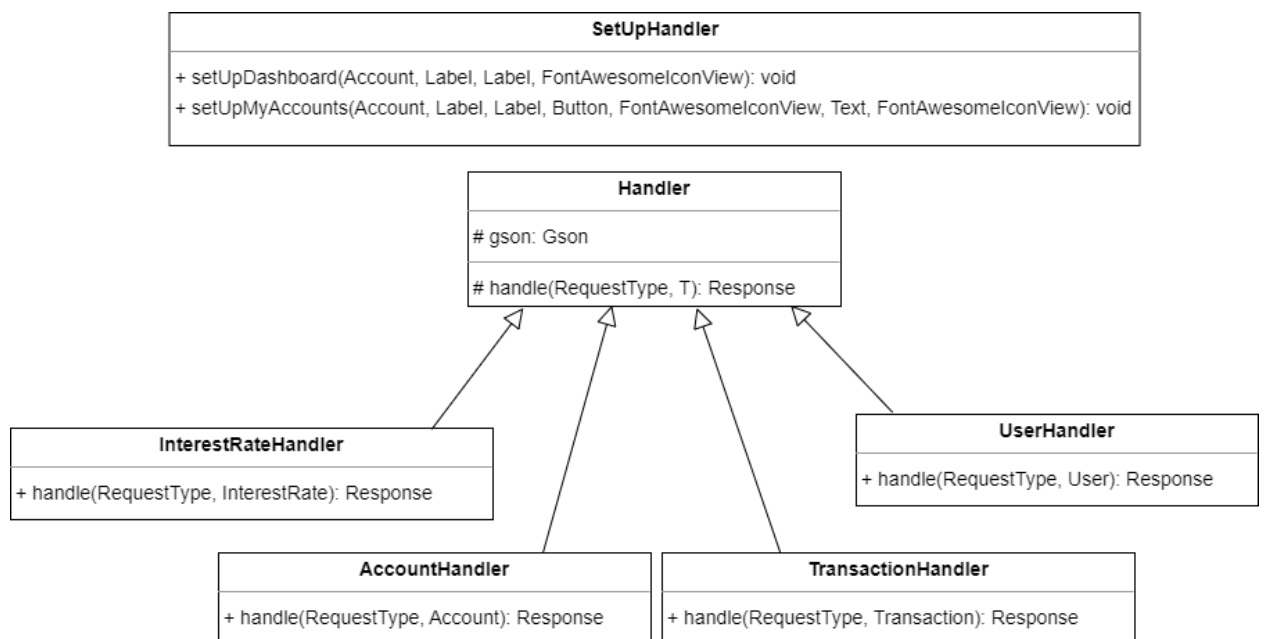 SetUpHandler
+ setUpDashboard(Account, Label, Label, FontAwesomeIconView): void
+ setUpMyAccounts(Account, Label, Label, Button, FontAwesomeIconView, Text, FontAwesomeIconView): void
Handler
# gson: Gson
# handle(RequestType, T): Response
InterestRateHandler
+ handle(RequestType, InterestRate): Response
UserHandler
+ handle(RequestType, User): Response
AccountHandler
+ handle(RequestType, Account): Response
TransactionHandler
+ handle(RequestType, Transaction): Response